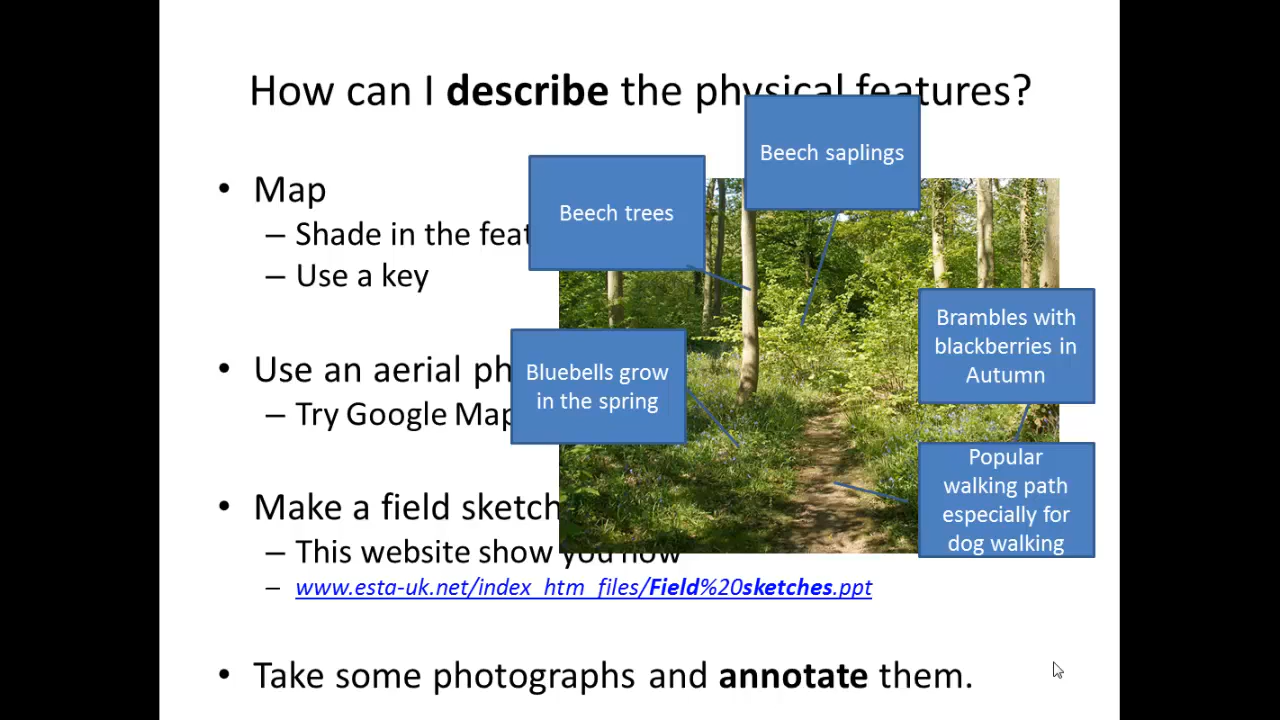 How can I describe the physical features?
• Map
– Shade in the
– Use a key
• Use an aerial
– Try Google
• Make a field sketch
– This website show you how
– www.esta-uk.net/index_htm_files/Field%20sketches.ppt
• Take some photographs and annotate them.
Beech saplings
Beech trees
Brambles with
blackberries in
Autumn
Bluebells grow
in the spring
Popular
walking path
especially for
dog walking